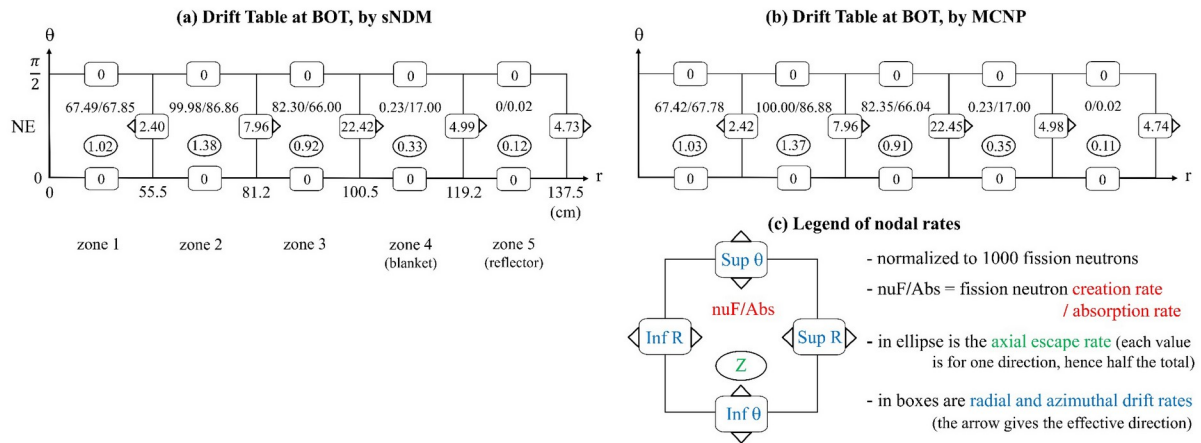 (a) Drift Table at BOT, by sNDM
θ
π
2
0 0 0 0 0
67.49/67.85 99.98/86.86 82.30/66.00 0.23/17.00 0/0.02
NE 2.40 7.96 22.42 4.99 4.73
1.02 1.38 0.92 0.33 0.12
0 0 0 0 0 0 r
0 55.5 81.2 100.5 119.2 137.5
(cm)
zone 1 zone 2 zone 3 zone 4 zone 5
(blanket) (reflector)
(b) Drift Table at BOT, by MCNP
θ
0 0 0 0 0
67.42/67.78 100.00/86.88 82.35/66.04 0.23/17.00 0/0.02
2.42 7.96 22.45 4.98 4.74
1.03 1.37 0.91 0.35 0.11
0 0 0 0 0 r
(c) Legend of nodal rates
Sup θ
nuF/Abs
Inf R Sup R
Z
Inf θ
- normalized to 1000 fission neutrons
- nuF/Abs = fission neutron creation rate
/ absorption rate
- in ellipse is the axial escape rate (each value
is for one direction, hence half the total)
- in boxes are radial and azimuthal drift rates
(the arrow gives the effective direction)